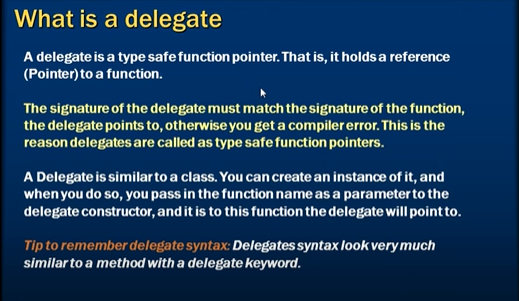 What is a delegate
A delegate is a type safe function pointer. That is, it holds a reference
(Pointer) to a function.
The signature of the delegate must match the signature of the function,
the delegate points to, otherwise you get a compiler error. This is the
reason delegates are called as type safe function pointers.
A Delegate is similar to a class. You can create an instance of it, and
when you do so, you pass in the function name as a parameter to the
delegate constructor, and it is to this function the delegate will point to.
Tip to remember delegate syntax: Delegates syntax look very much
similar to a method with a delegate keyword.